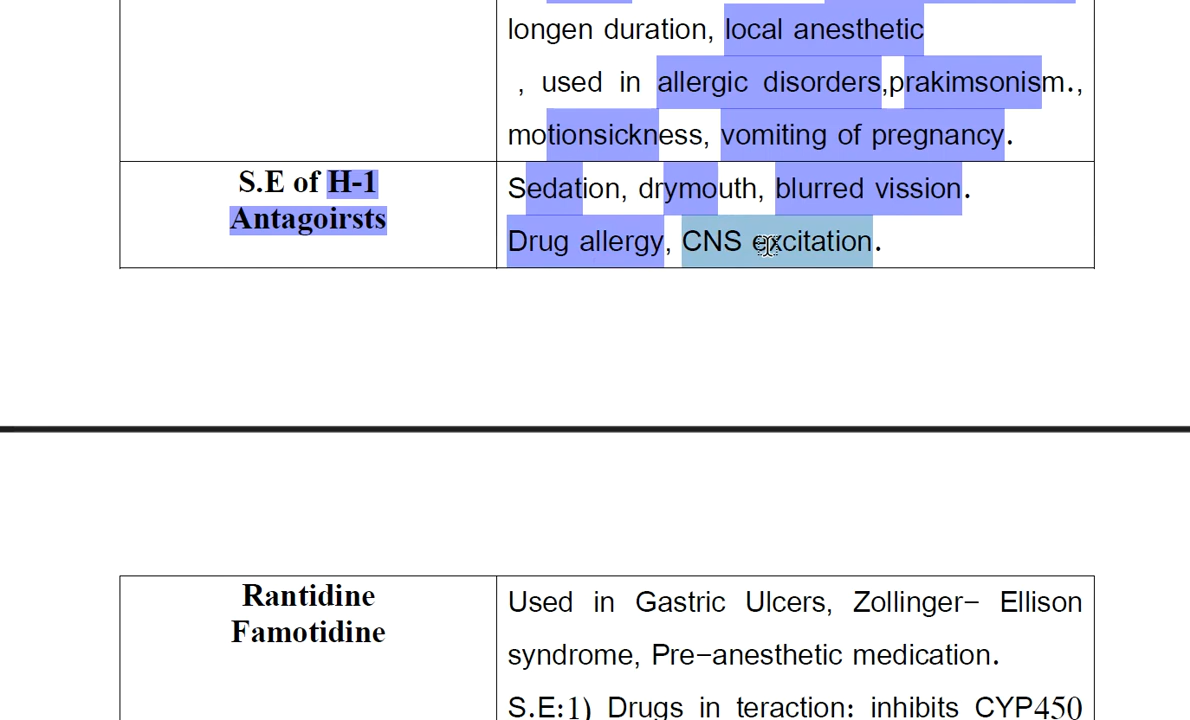 longen duration, local anesthetic
, used in allergic disorders,prakimsonism.,
motionsickness, vomiting of pregnancy.
S.E of H-1
Antagoirsts
Sedation, drymouth, blurred vission.
Drug allergy, CNS excitation.
Rantidine
Famotidine
Used in Gastric Ulcers, Zollinger– Ellison
syndrome, Pre–anesthetic medication.
S.E:1) Drugs in teraction: inhibits CYP450